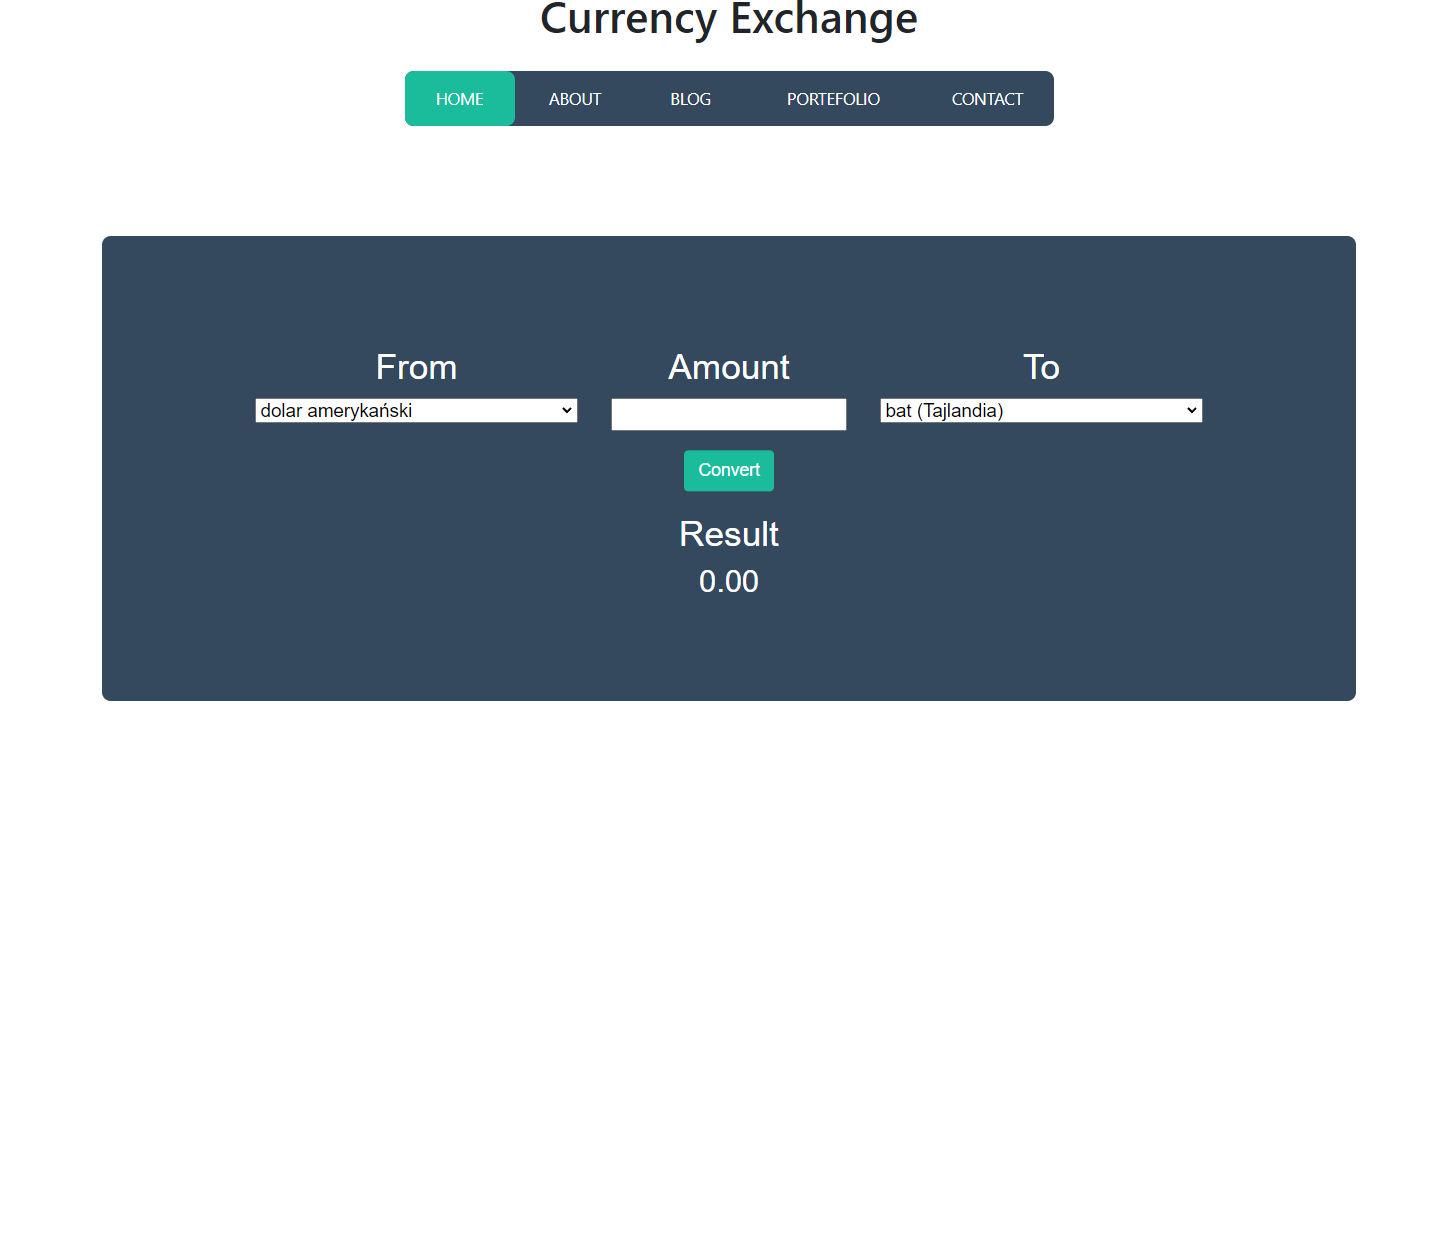 Currency Exchange
HOME ABOUT BLOG PORTEFOLIO CONTACT
From Amount To
dolar amerykański bat (Tajlandia)
Convert
Result
0.00